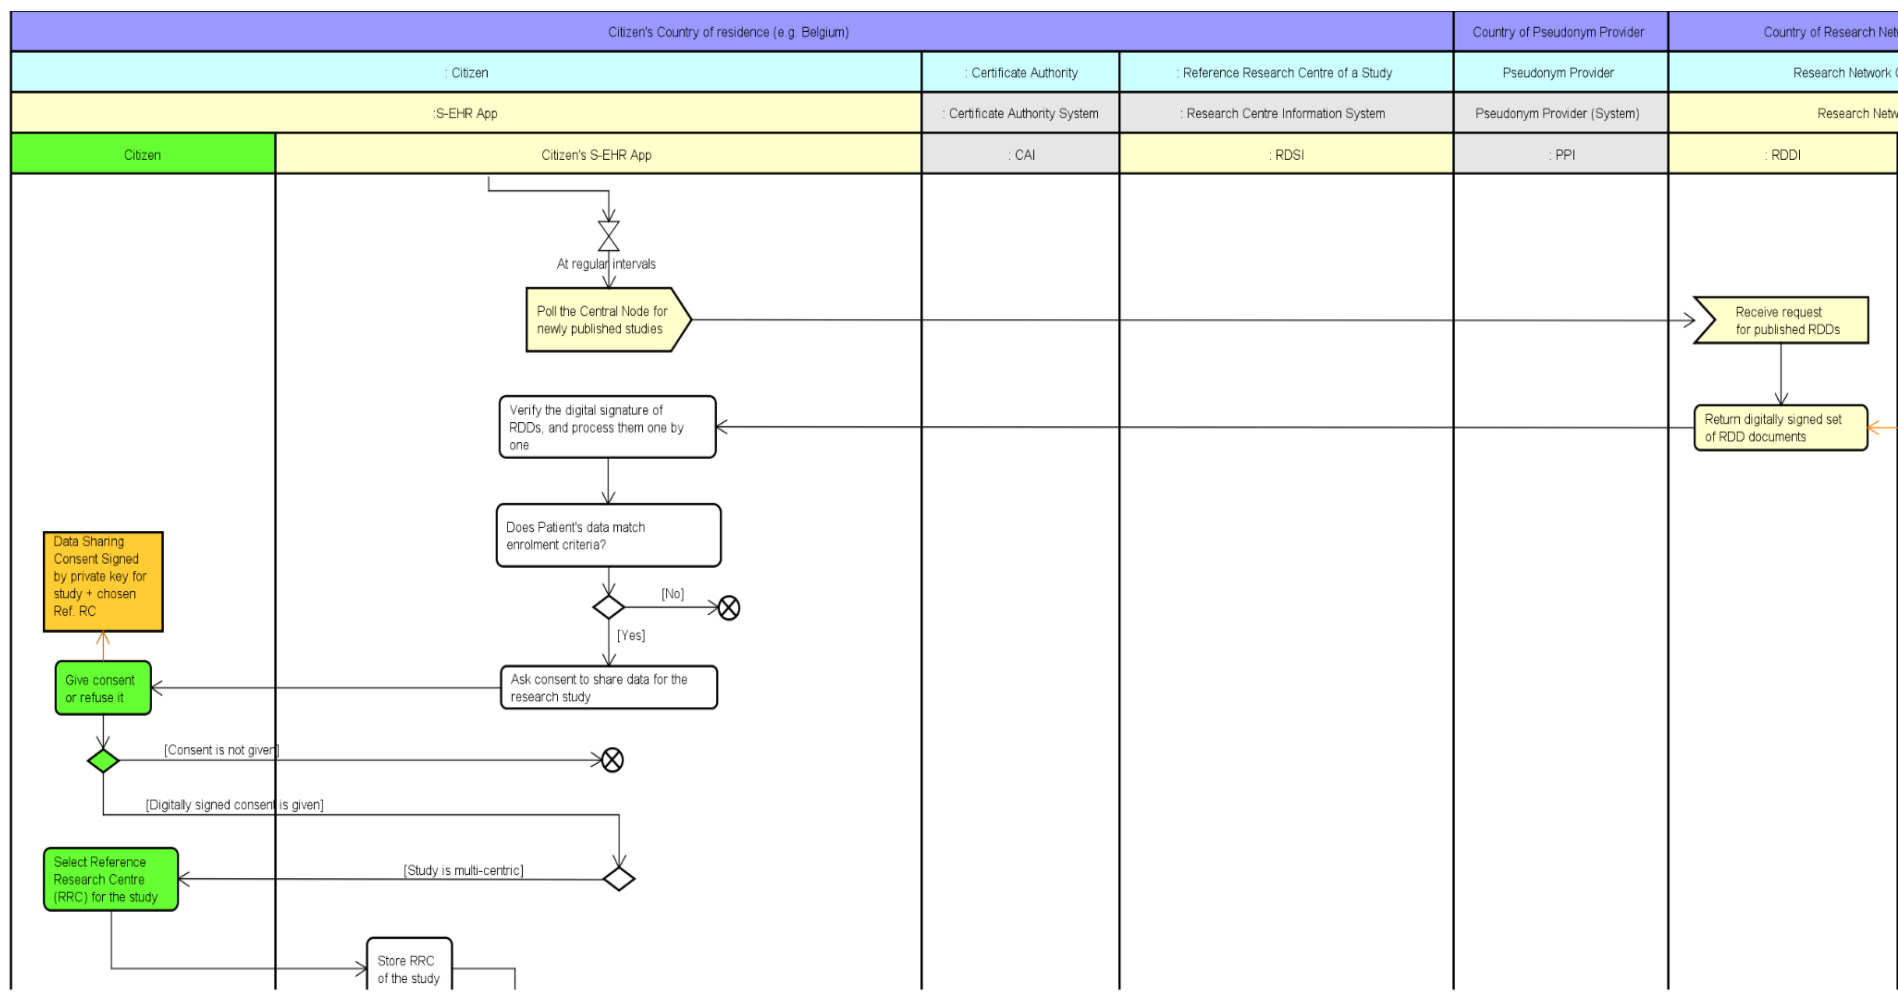 Citizen's Country of residence (e.g. Belgium)
Country of Pseudonym Provider
Country of Research
: Citizen
: Certificate Authority
: Reference Research Centre of a Study
Pseudonym Provider
Research Network
:S-EHR App
: Certificate Authority System
: Research Centre Information System
Pseudonym Provider (System)
Research
Citizen
Citizen's S-EHR App
: CAI
: RDSI
: PPI
: RDDI
At regular intervals
Poll the Central Node for
newly published studies
Receive request
for published RDDs
Verify the digital signature of
RDDs, and process them one by
one
Return digitally signed set
of RDD documents
Does Patient's data match
enrolment criteria?
Data Sharing
Consent Signed
by private key for
study + chosen
Ref. RC
[No]
[Yes]
Give consent
or refuse it
Ask consent to share data for the
research study
[Consent is not given]
[Digitally signed consent is given]
Select Reference
Research Centre
(RRC) for the study
[Study is multi-centric]
Store RRC
of the study